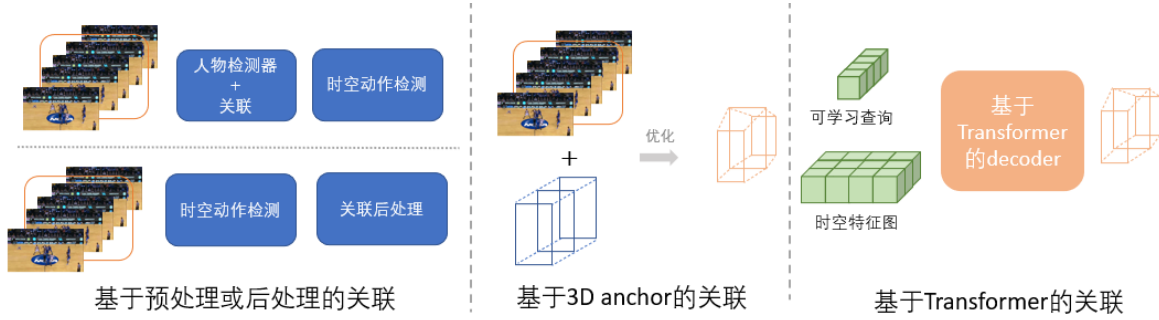 人物检测器
+
关联
时空动作检测
时空动作检测
关联后处理
基于预处理或后处理的关联
+
优化
基于3D anchor的关联
可学习查询
时空特征图
基于
Transformer
的decoder
基于Transformer的关联